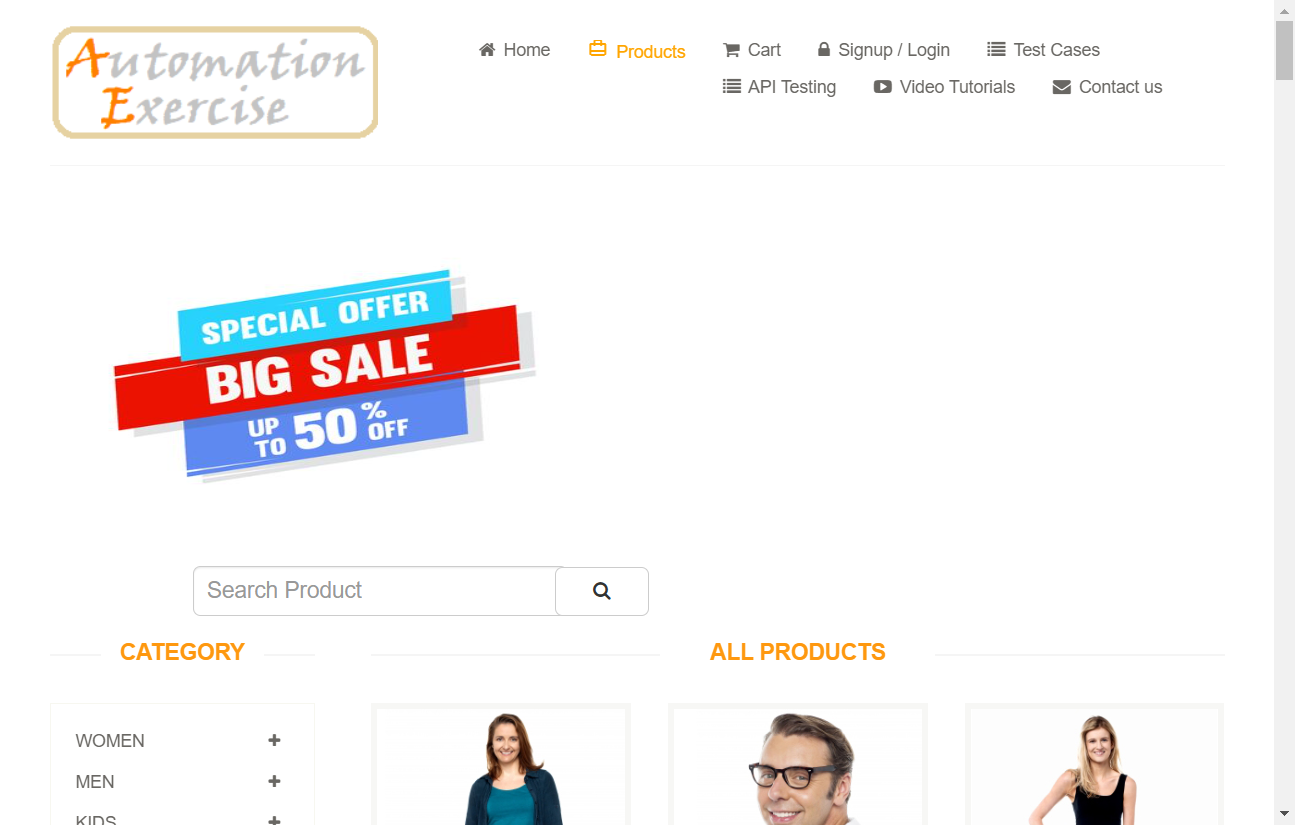 Automation
Exercise
Home
Products
Cart
Signup / Login
Test Cases
API Testing
Video Tutorials
Contact us
SPECIAL OFFER
BIG SALE
UP TO 50% OFF
Search Product
CATEGORY
ALL PRODUCTS
WOMEN
MEN
KIDS